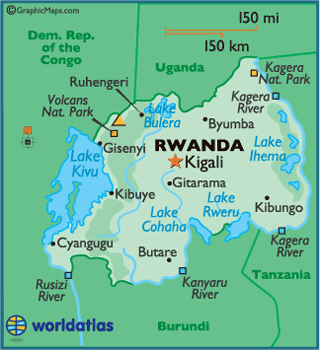 ©GraphicMaps.com
150 mi
150 km
Dem. Rep.
of the
Congo
Uganda
Kagera
Nat. Park
Ruhengeri
Volcans
Nat. Park
Lake
Bulera
Kagera
River
Byumba
Gisenyi
RWANDA
Kigali
Lake
Ihema
Lake
Kivu
Gitarama
Kibuye
Lake
Cohaha
Lake
Rweru
Kibungo
Cyangugu
Butare
Kagera
River
Rusizi
River
Kanyaru
River
Tanzania
worldatlas
Burundi